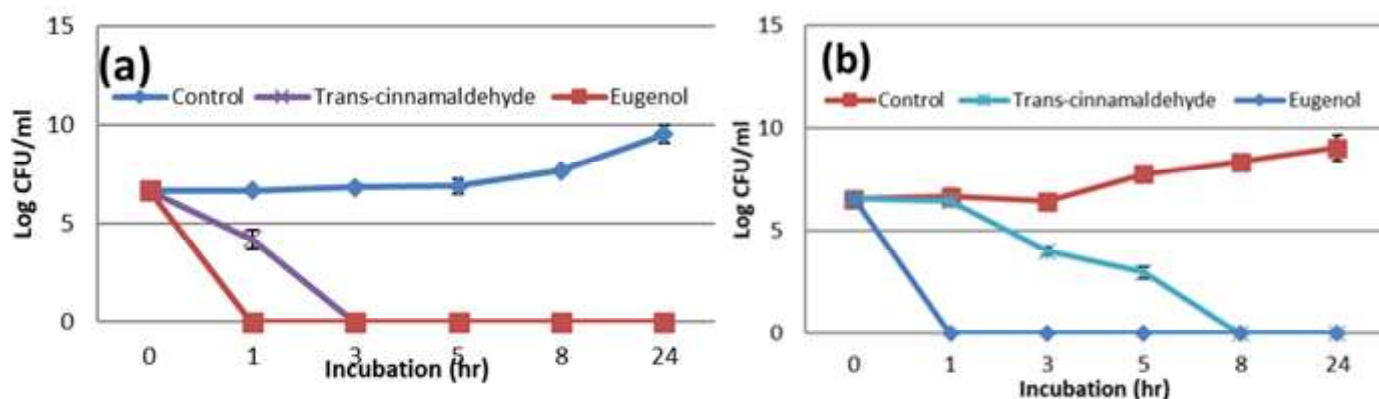 (a)
15
10
5
0
Log CFU/ml
Control Trans-cinnamaldehyde Eugenol
0 1 3 5 8 24
Incubation (hr)
(b)
15
10
5
0
Log CFU/ml
Control Trans-cinnamaldehyde Eugenol
0 1 3 5 8 24
Incubation (hr)